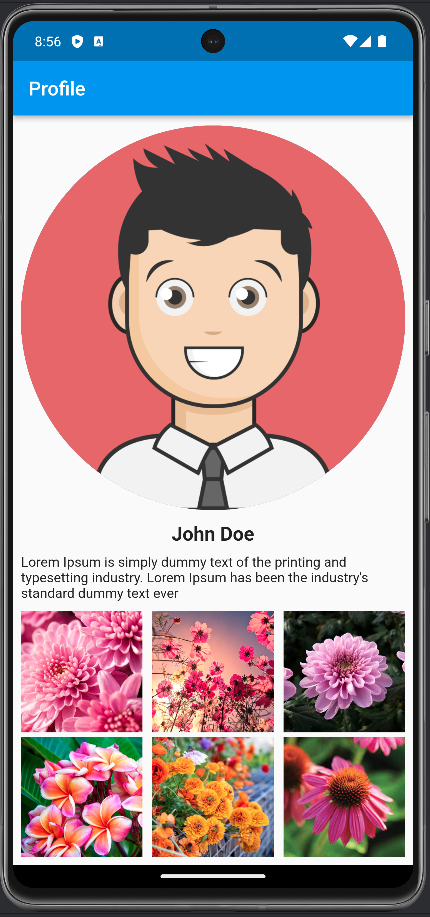 8:56
Profile
John Doe
Lorem Ipsum is simply dummy text of the printing and
typesetting industry. Lorem Ipsum has been the industry's
standard dummy text ever